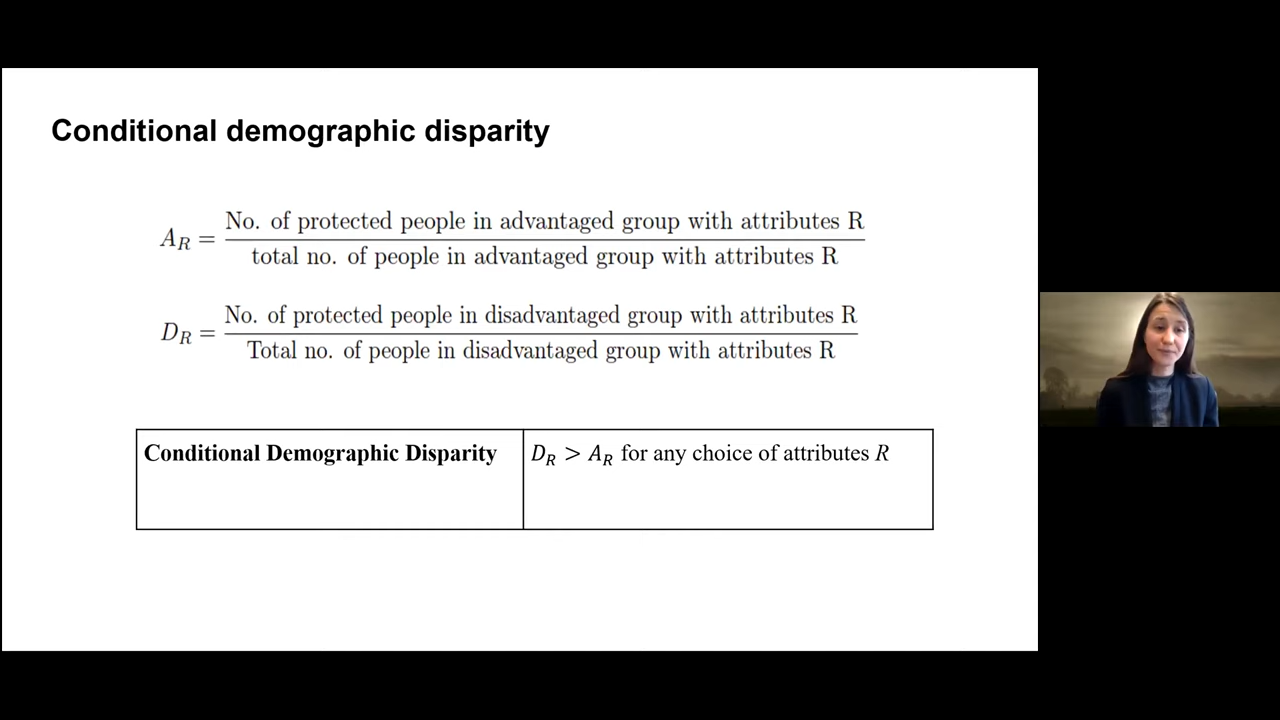 Conditional demographic disparity
A_R = No. of protected people in advantaged group with attributes R
total no. of people in advantaged group with attributes R
D_R = No. of protected people in disadvantaged group with attributes R
Total no. of people in disadvantaged group with attributes R
Conditional Demographic Disparity
D_R > A_R for any choice of attributes R